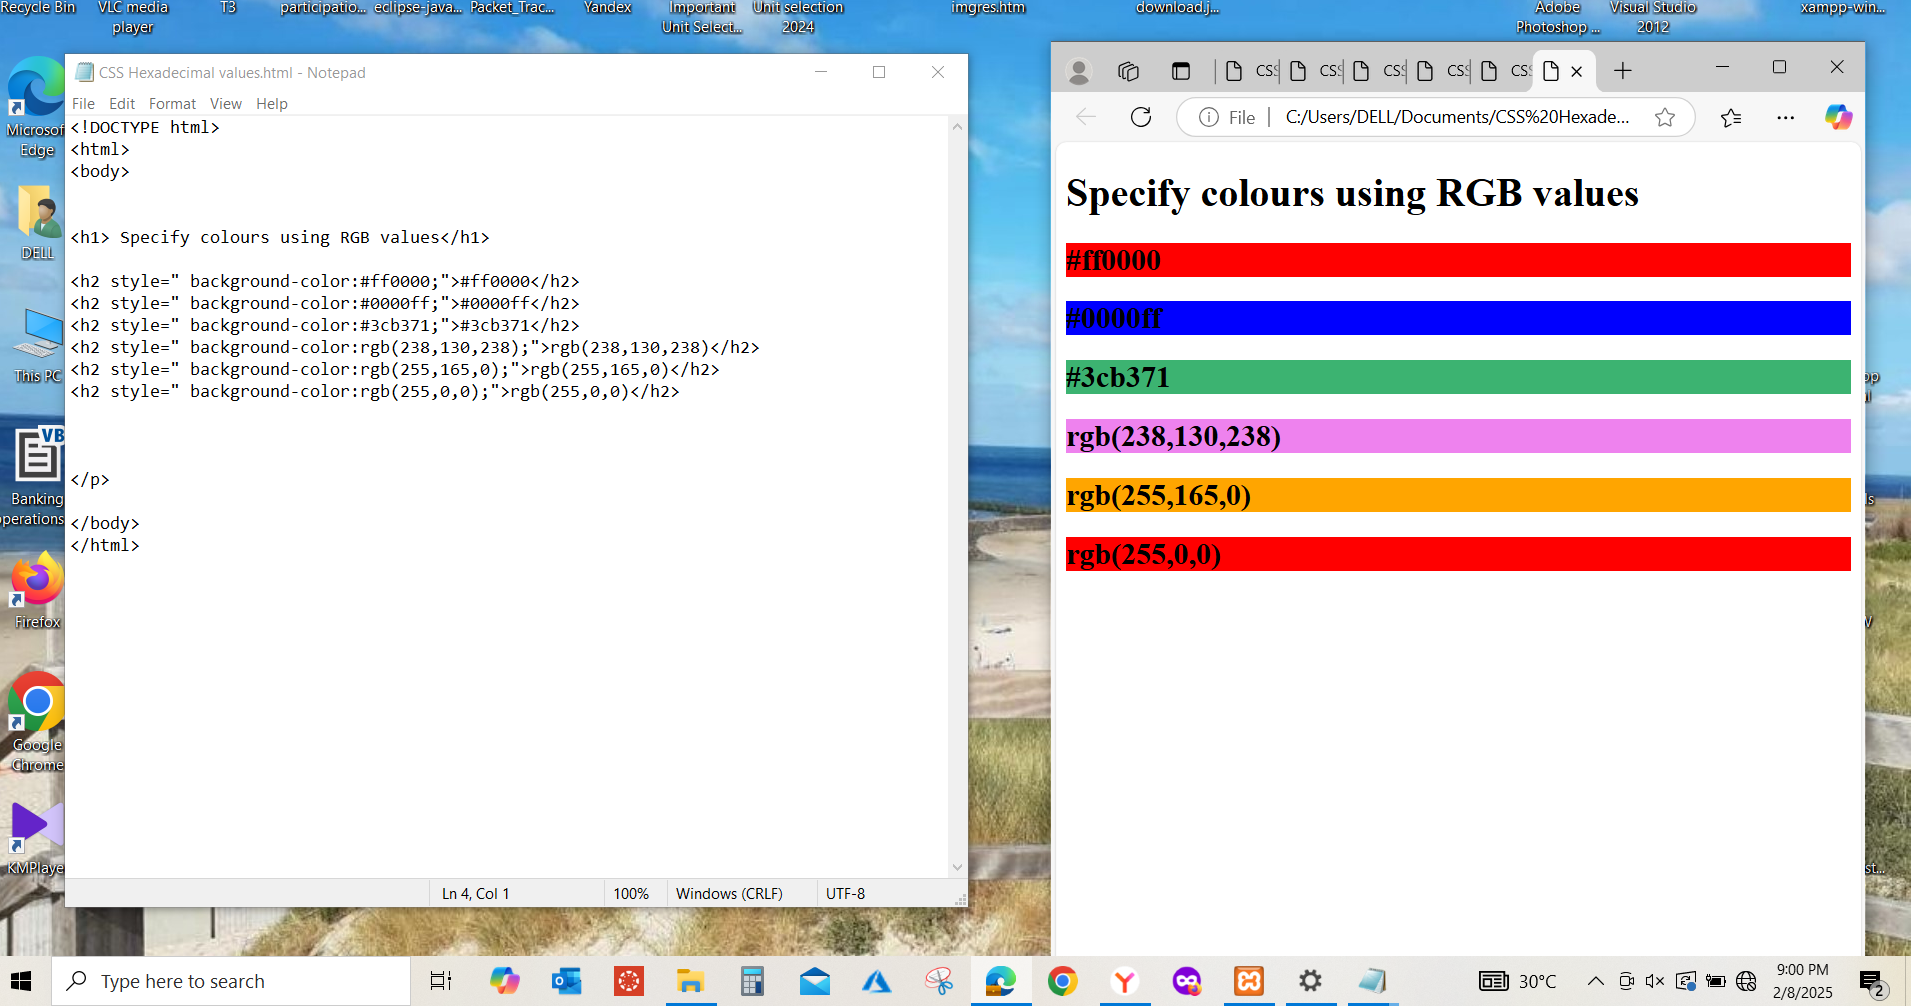 Recycle Bin
VLC media
player
T3
participatio...
eclipse-java...
Packet_Trac...
Yandex
Important
Unit Select...
Unit selection
2024
imgres.htm
download.j...
Adobe
Photoshop ...
Visual Studio
2012
xampp-win...
Microsof
Edge
DELL
This PC
VB
Banking
operations
Firefox
Google
Chrome
KMPlaye
CSS Hexadecimal values.html - Notepad
File Edit Format View Help
<!DOCTYPE html>
<html>
<body>
<h1> Specify colours using RGB values</h1>
<h2 style=" background-color:#ff0000;">#ff0000</h2>
<h2 style=" background-color:#0000ff;">#0000ff</h2>
<h2 style=" background-color:#3cb371;">#3cb371</h2>
<h2 style=" background-color:rgb(238,130,238);">rgb(238,130,238)</h2>
<h2 style=" background-color:rgb(255,165,0);">rgb(255,165,0)</h2>
<h2 style=" background-color:rgb(255,0,0);">rgb(255,0,0)</h2>
</p>
</body>
</html>
Ln 4, Col 1 100% Windows (CRLF) UTF-8
CSS CSS CSS CSS CSS
File C:/Users/DELL/Documents/CSS%20Hexade...
Specify colours using RGB values
#ff0000
#0000ff
#3cb371
rgb(238,130,238)
rgb(255,165,0)
rgb(255,0,0)
st...
Type here to search
30°C
9:00 PM
2/8/2025
2